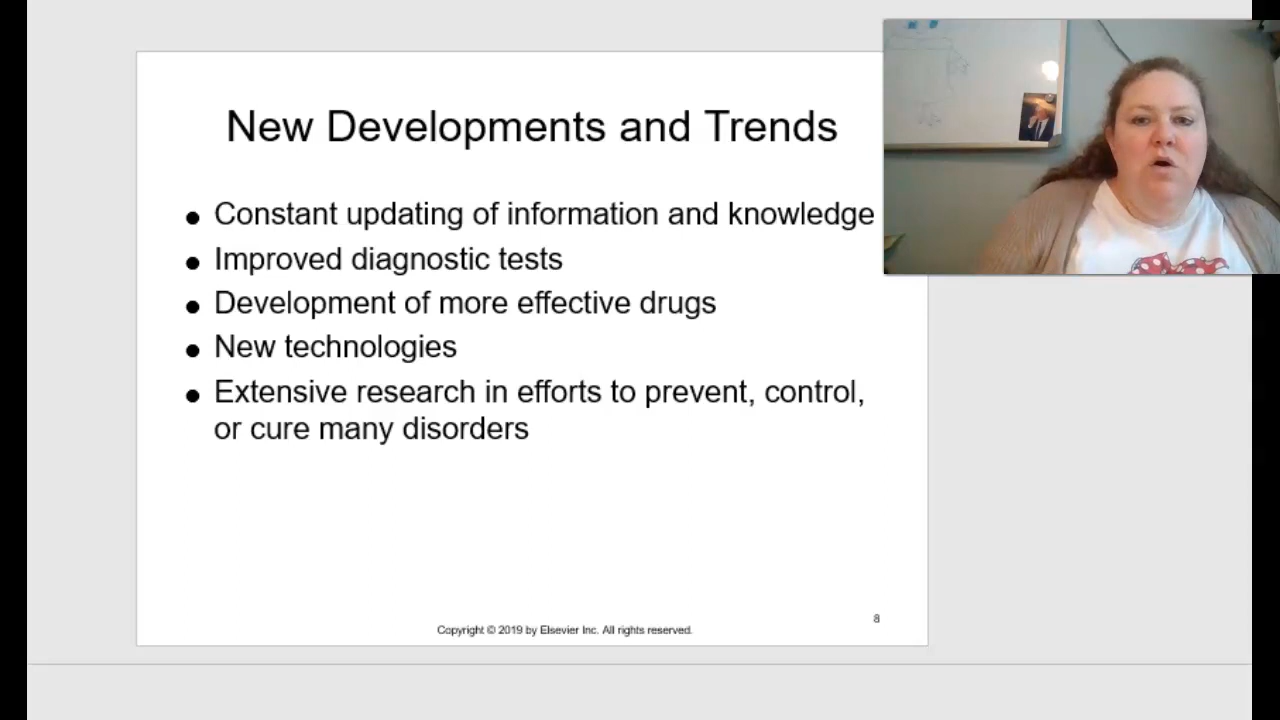 New Developments and Trends
● Constant updating of information and knowledge
● Improved diagnostic tests
● Development of more effective drugs
● New technologies
● Extensive research in efforts to prevent, control,
or cure many disorders
8
Copyright © 2019 by Elsevier Inc. All rights reserved.